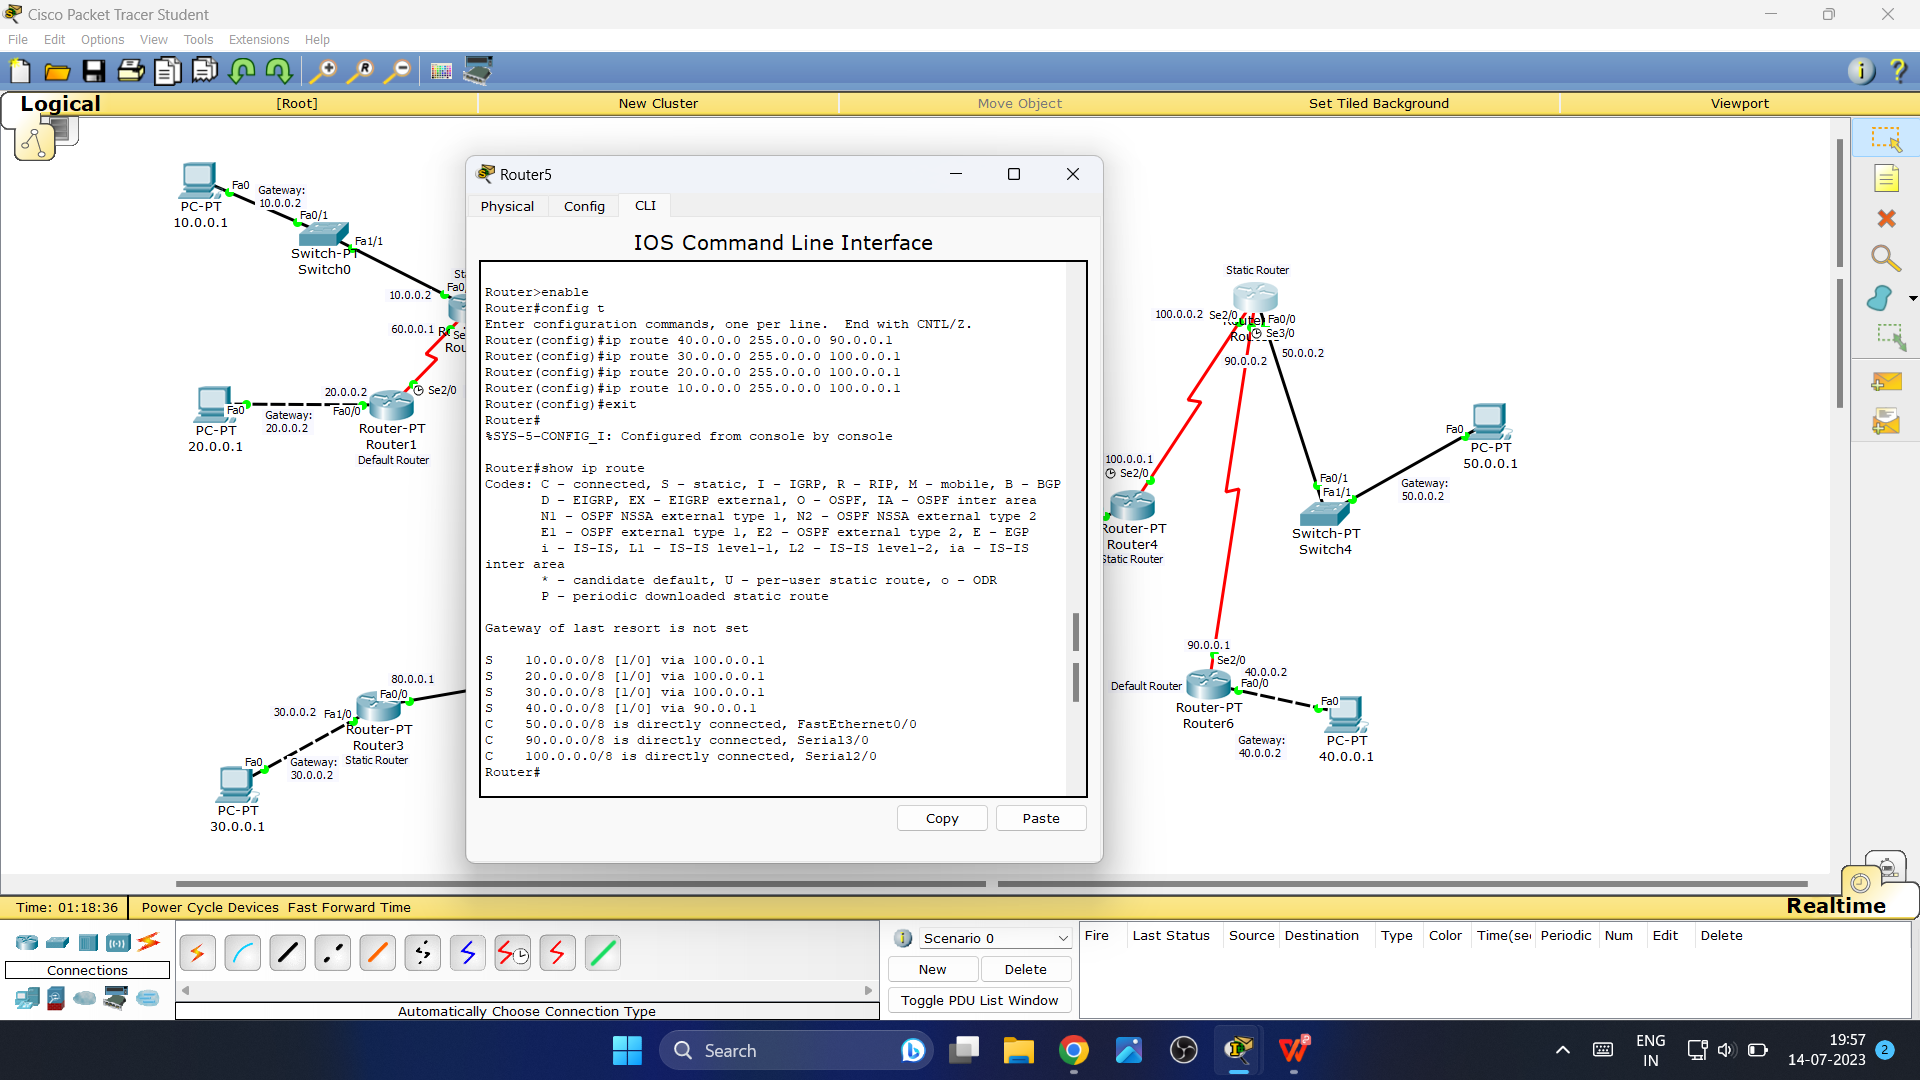 Cisco Packet Tracer Student
File Edit Options View Tools Extensions Help
Logical
[Root]
New Cluster
Move Object
Set Tiled Background
Viewport
Fa0
Gateway:
10.0.0.2
PC-PT
10.0.0.1
Fa0/1
Fa1/1
Switch-PT
Switch0
10.0.0.2
60.0.0.1
20.0.0.2
Se2/0
Fa0
Fa0/0
Gateway:
20.0.0.2
PC-PT
20.0.0.1
Router-PT
Router1
Default Router
80.0.0.1
Fa0/0
30.0.0.2 Fa1/0
Router-PT
Router3
Static Router
Fa0
Gateway:
30.0.0.2
PC-PT
30.0.0.1
Router5
Physical Config CLI
IOS Command Line Interface
Router>enable
Router#config t
Enter configuration commands, one per line. End with CNTL/Z.
Router(config)#ip route 40.0.0.0 255.0.0.0 90.0.0.1
Router(config)#ip route 30.0.0.0 255.0.0.0 100.0.0.1
Router(config)#ip route 20.0.0.0 255.0.0.0 100.0.0.1
Router(config)#ip route 10.0.0.0 255.0.0.0 100.0.0.1
Router(config)#exit
Router#
%SYS-5-CONFIG_I: Configured from console by console
Router#show ip route
Codes: C - connected, S - static, I - IGRP, R - RIP, M - mobile, B - BGP
D - EIGRP, EX - EIGRP external, O - OSPF, IA - OSPF inter area
N1 - OSPF NSSA external type 1, N2 - OSPF NSSA external type 2
E1 - OSPF external type 1, E2 - OSPF external type 2, E - EGP
i - IS-IS, L1 - IS-IS level-1, L2 - IS-IS level-2, ia - IS-IS
inter area
* - candidate default, U - per-user static route, o - ODR
P - periodic downloaded static route
Gateway of last resort is not set
S 10.0.0.0/8 [1/0] via 100.0.0.1
S 20.0.0.0/8 [1/0] via 100.0.0.1
S 30.0.0.0/8 [1/0] via 100.0.0.1
S 40.0.0.0/8 [1/0] via 90.0.0.1
C 50.0.0.0/8 is directly connected, FastEthernet0/0
C 90.0.0.0/8 is directly connected, Serial3/0
C 100.0.0.0/8 is directly connected, Serial2/0
Router#
Copy Paste
Static Router
100.0.0.2 Se2/0
Fa0/0
Se3/0
90.0.0.2
50.0.0.2
100.0.0.1
Se2/0
Router-PT
Router4
Static Router
Fa0
PC-PT
50.0.0.1
Gateway:
50.0.0.2
Fa0/1
Fa1/1
Switch-PT
Switch4
90.0.0.1
Se2/0
40.0.0.2
Default Router
Fa0/0
Router-PT
Router6
Fa0
Gateway:
40.0.0.2
PC-PT
40.0.0.1
Time: 01:18:36 Power Cycle Devices Fast Forward Time
Realtime
Connections
Automatically Choose Connection Type
Scenario 0
New Delete
Toggle PDU List Window
Fire Last Status Source Destination Type Color Time(sec Periodic Num Edit Delete
Search
ENG
IN
19:57
14-07-2023
2